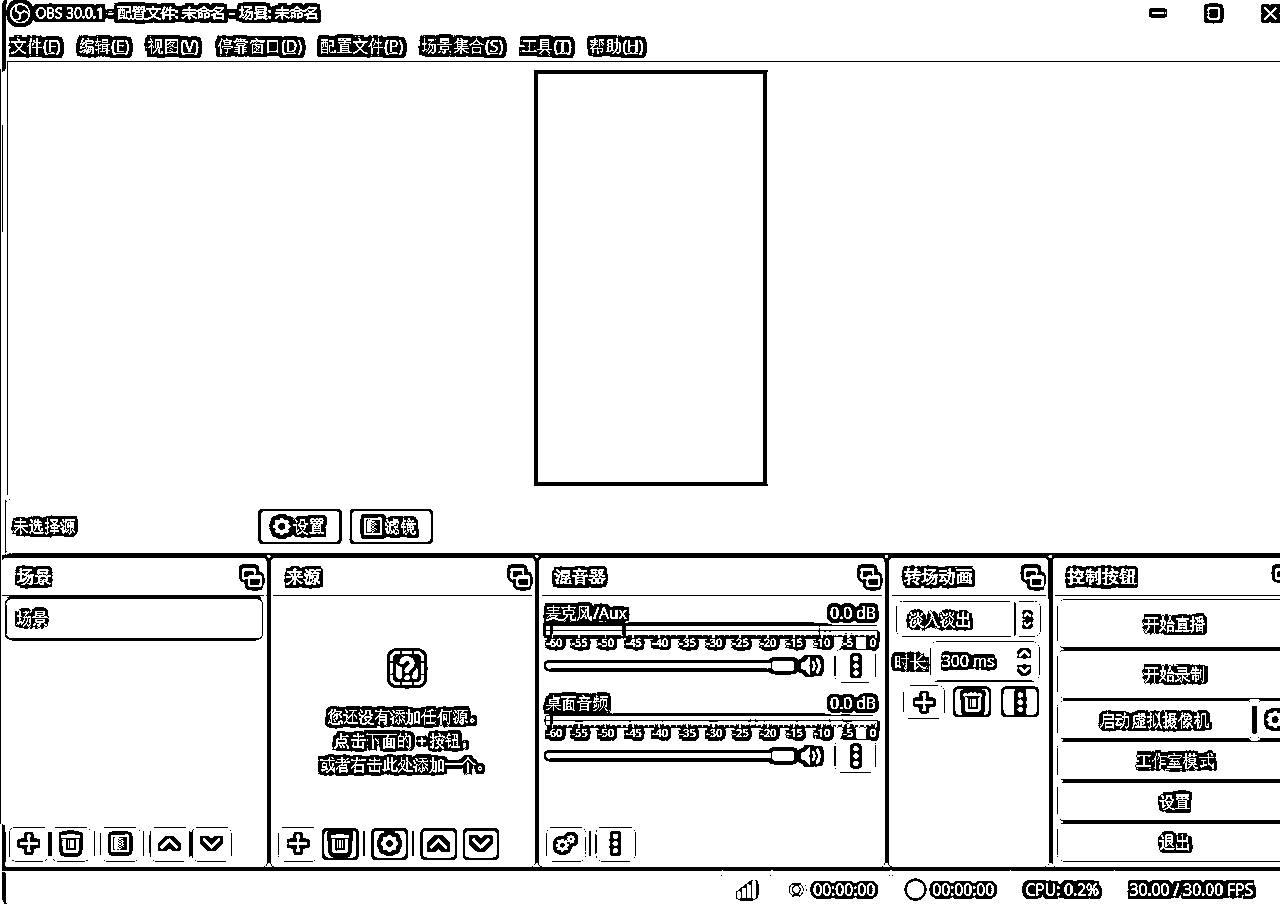 OBS 30.0.1 - 配置文件: 未命名 - 场景: 未命名
文件(F) 编辑(E) 视图(V) 停靠窗口(D) 配置文件(P) 场景集合(S) 工具(T) 帮助(H)
未选择源 设置 滤镜
场景 来源 混音器 转场动画 控制按钮
场景
您还没有添加任何源。
点击下面的 + 按钮,
或者右击此处添加一个。
麦克风/Aux 0.0 dB
-60 -55 -50 -45 -40 -35 -30 -25 -20 -15 -10 -5 0
桌面音频 0.0 dB
-60 -55 -50 -45 -40 -35 -30 -25 -20 -15 -10 -5 0
淡入淡出
时长 300 ms
开始直播
开始录制
启动虚拟摄像机
工作室模式
设置
退出
00:00:00 00:00:00 CPU: 0.2% 30.00 / 30.00 FPS